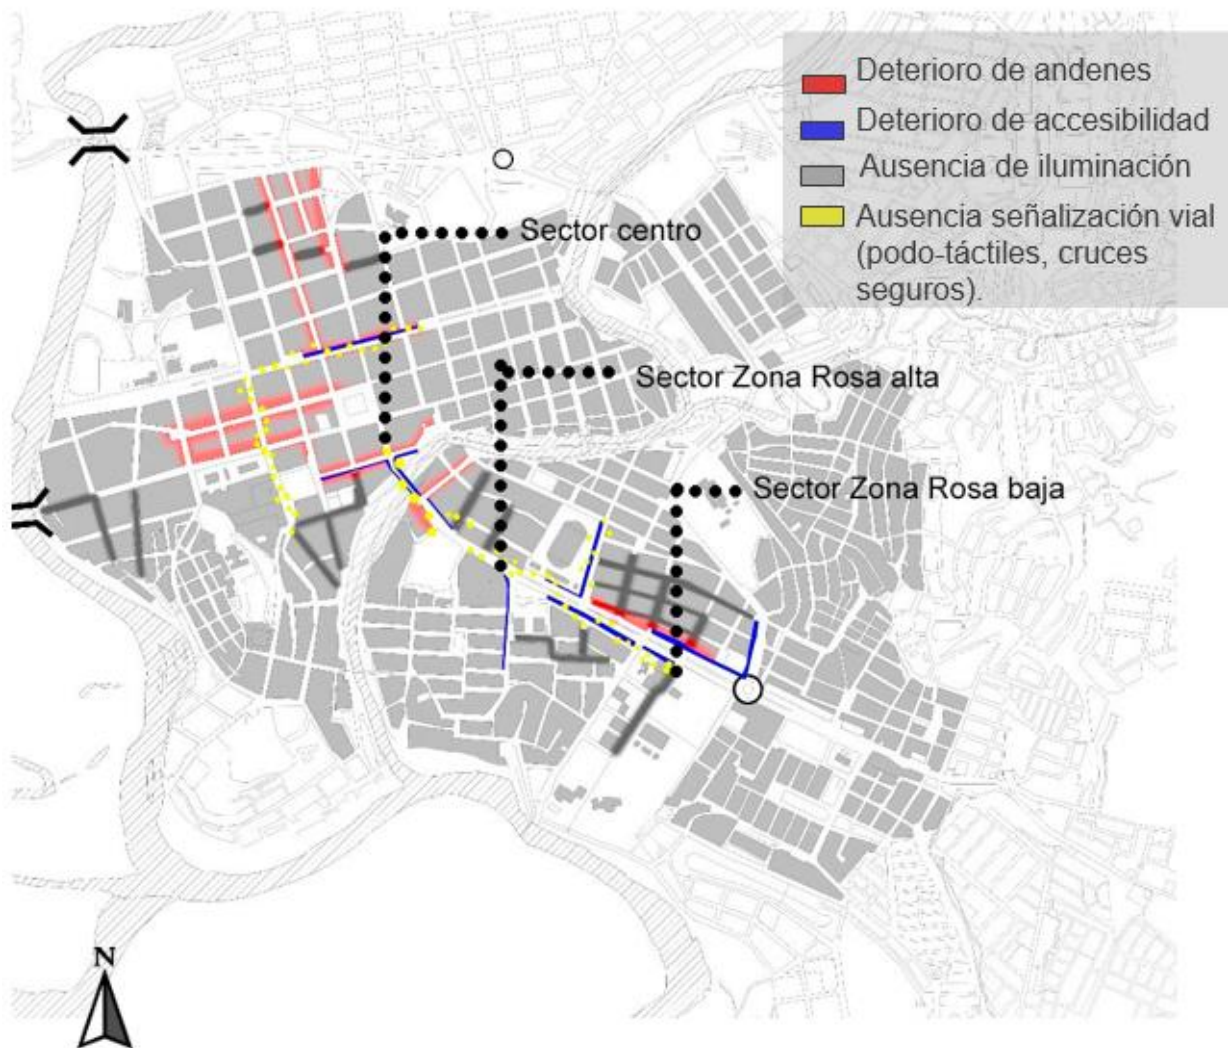 Deterioro de andenes
Deterioro de accesibilidad
Ausencia de iluminación
Ausencia señalización vial
(podo-táctiles, cruces
seguros).
Sector centro
Sector Zona Rosa alta
Sector Zona Rosa baja
N